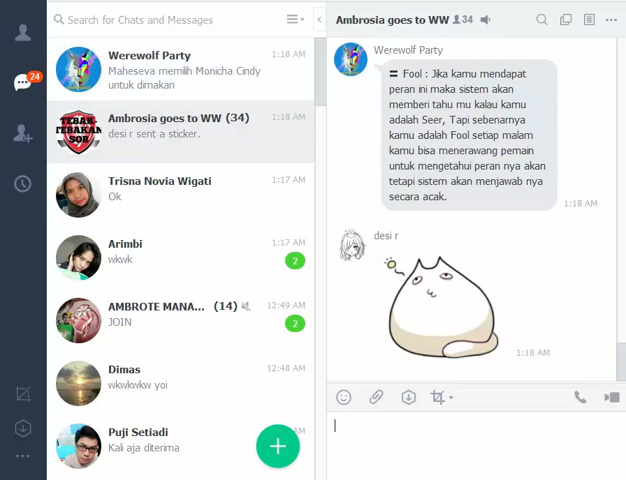 Search for Chats and Messages
24
Werewolf Party
1:18 AM
Maheseva memilih Monicha Cindy
untuk dimakan
TEBAK-
TEBAKAN
SOB
Ambrosia goes to WW (34)
1:18 AM
desi r sent a sticker.
Trisna Novia Wigati
1:17 AM
Ok
Arimbi
1:17 AM
wkwk
2
AMBROTE MANA... (14)
12:49 AM
JOIN
2
Dimas
12:48 AM
wkwkwkw yoi
Puji Setiadi
AM
Kali aja diterima
Ambrosia goes to WW 34
Werewolf Party
= Fool : Jika kamu mendapat
peran ini maka sistem akan
memberi tahu mu kalau kamu
adalah Seer, Tapi sebenarnya
kamu adalah Fool setiap malam
kamu bisa menerawang pemain
untuk mengetahui peran nya akan
tetapi sistem akan menjawab nya
secara acak.
1:18 AM
desi r
1:18 AM